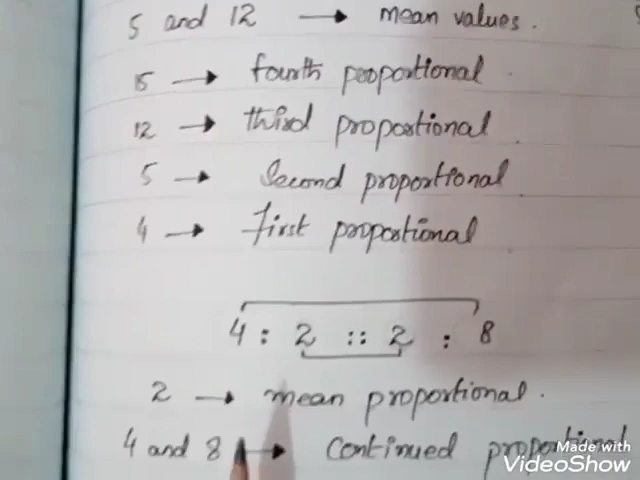 5 and 12 → mean values.
15 → fourth proportional
12 → third proportional.
5 → Second proportional
4 → first proportional
4 : 2 :: 2 : 8
2 → mean proportional.
4 and 8 → Continued proportional
Made with
VideoShow